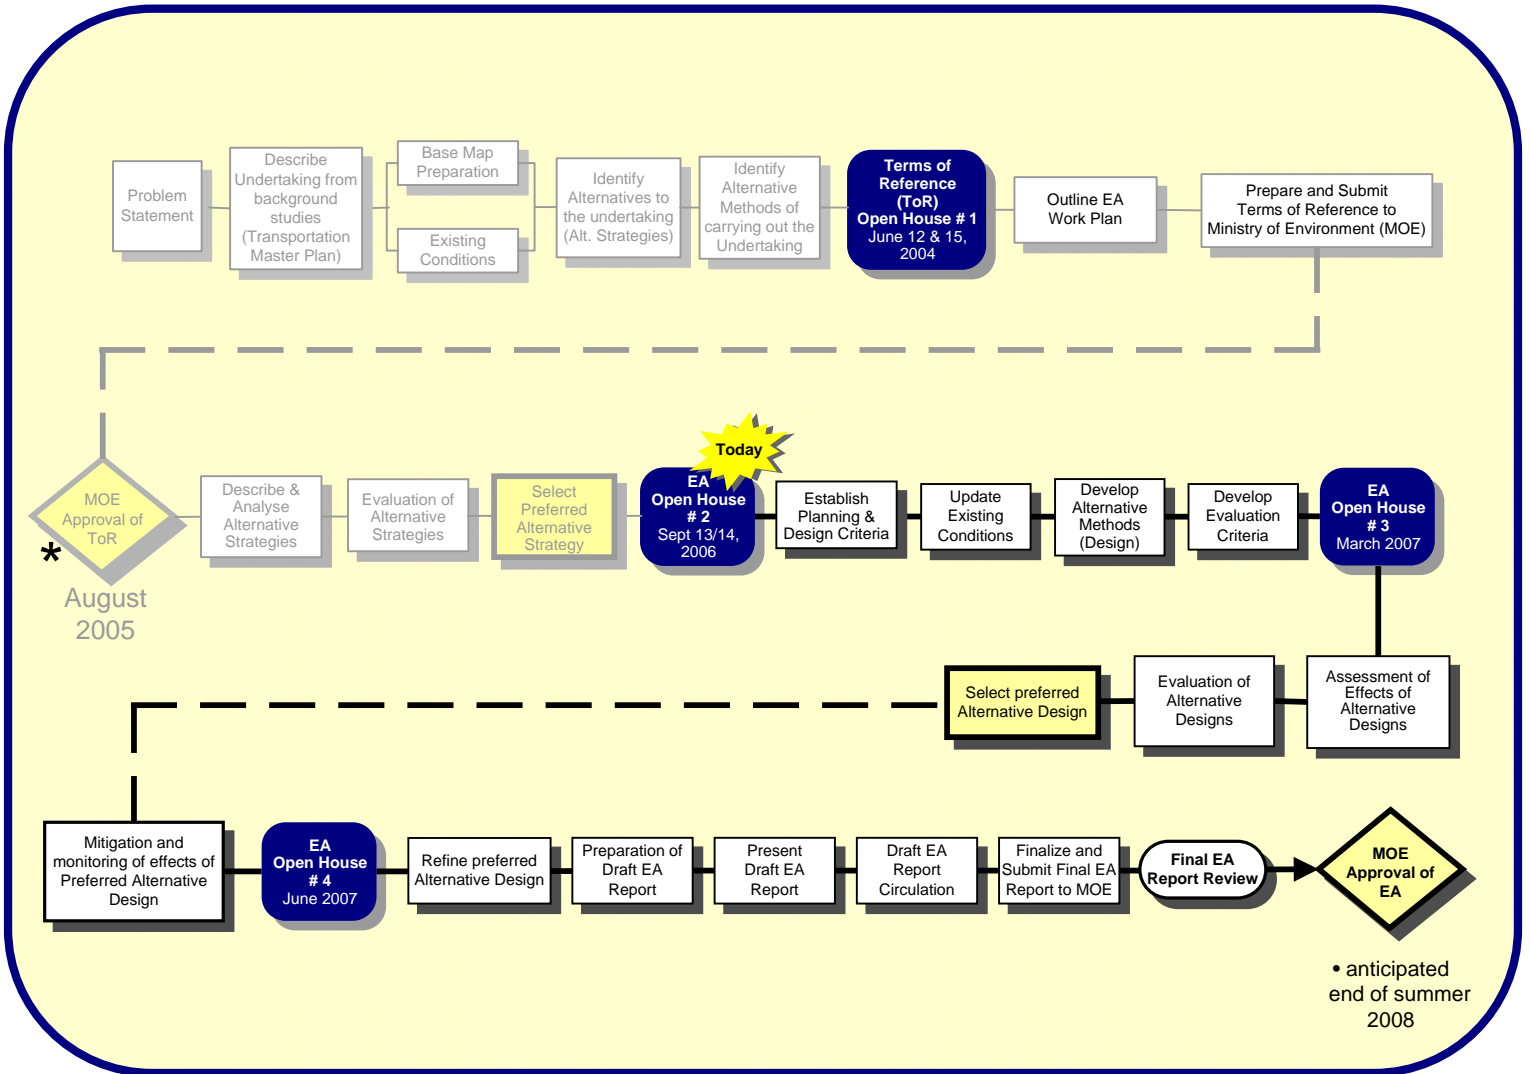 Problem
Statement
Describe
Undertaking from
background
studies
(Transportation
Master Plan)
Base Map
Preparation
Existing
Conditions
Identify
Alternatives to
the undertaking
(Alt. Strategies)
Identify
Alternative
Methods of
carrying out the
Undertaking
Terms of
Reference
(ToR)
Open House # 1
June 12 & 15,
2004
Outline EA
Work Plan
Prepare and Submit
Terms of Reference to
Ministry of Environment (MOE)
MOE
Approval of
ToR
*
August
2005
Describe &
Analyse
Alternative
Strategies
Evaluation of
Alternative
Strategies
Select
Preferred
Alternative
Strategy
Today
EA
Open House
# 2
Sept 13/14,
2006
Establish
Planning &
Design Criteria
Update
Existing
Conditions
Develop
Alternative
Methods
(Design)
Develop
Evaluation
Criteria
EA
Open House
# 3
March 2007
Select preferred
Alternative Design
Evaluation of
Alternative
Designs
Assessment of
Effects of
Alternative
Designs
Mitigation and
monitoring of effects of
Preferred Alternative
Design
EA
Open House
# 4
June 2007
Refine preferred
Alternative Design
Preparation of
Draft EA
Report
Present
Draft EA
Report
Draft EA
Report
Circulation
Finalize and
Submit Final EA
Report to MOE
Final EA
Report Review
MOE
Approval of
EA
• anticipated
end of summer
2008